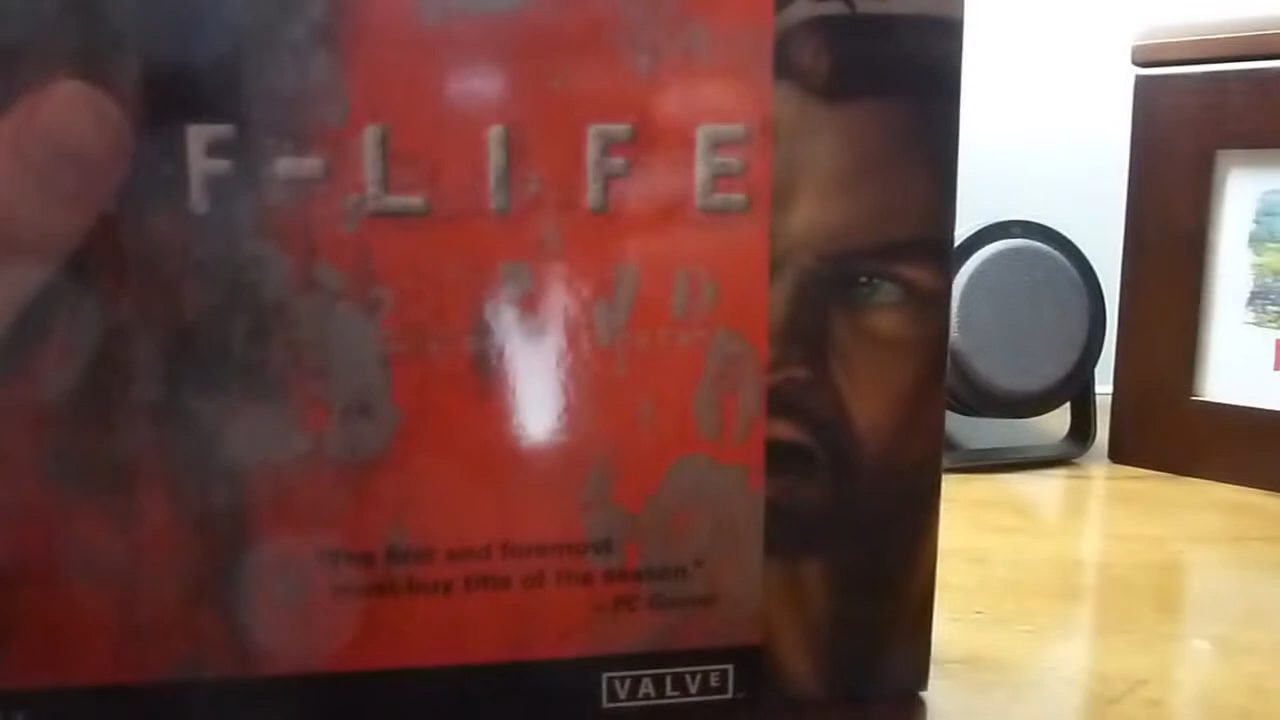 F-LIFE
"The first and foremost
must-buy title of the season."
- PC Gamer
VALVE